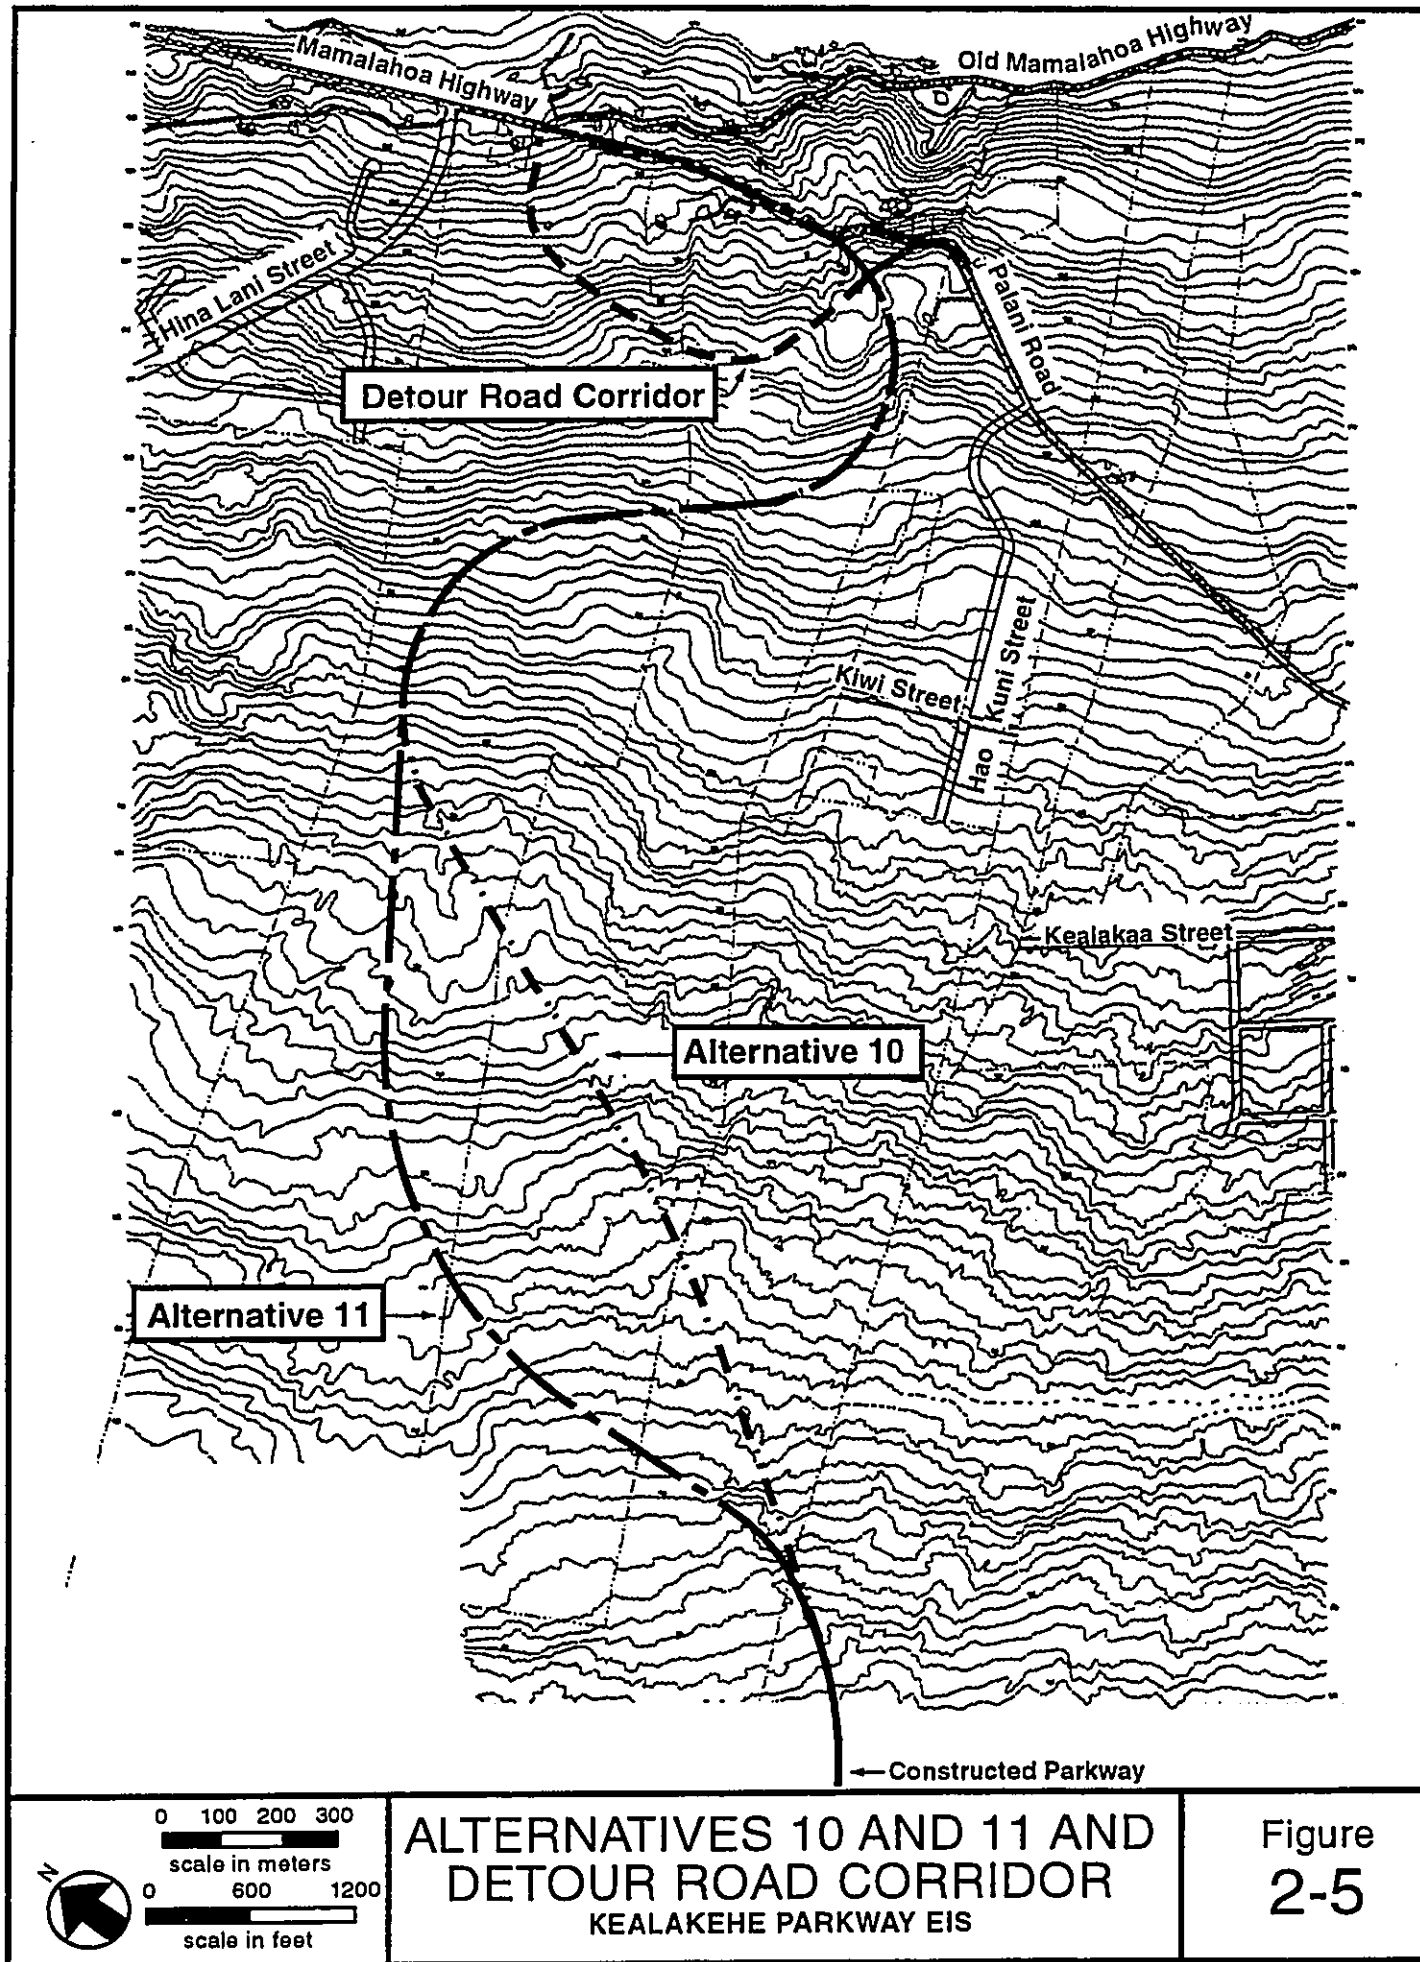 Mamalahoa Highway
Old Mamalahoa Highway
Hina Lani Street
Palani Road
Detour Road Corridor
Kiwi Street
Hao Kuni Street
Kealakaa Street
Alternative 10
Alternative 11
Constructed Parkway
0 100 200 300
scale in meters
N
0 600 1200
scale in feet
ALTERNATIVES 10 AND 11 AND
DETOUR ROAD CORRIDOR
KEALAKEHE PARKWAY EIS
Figure
2-5